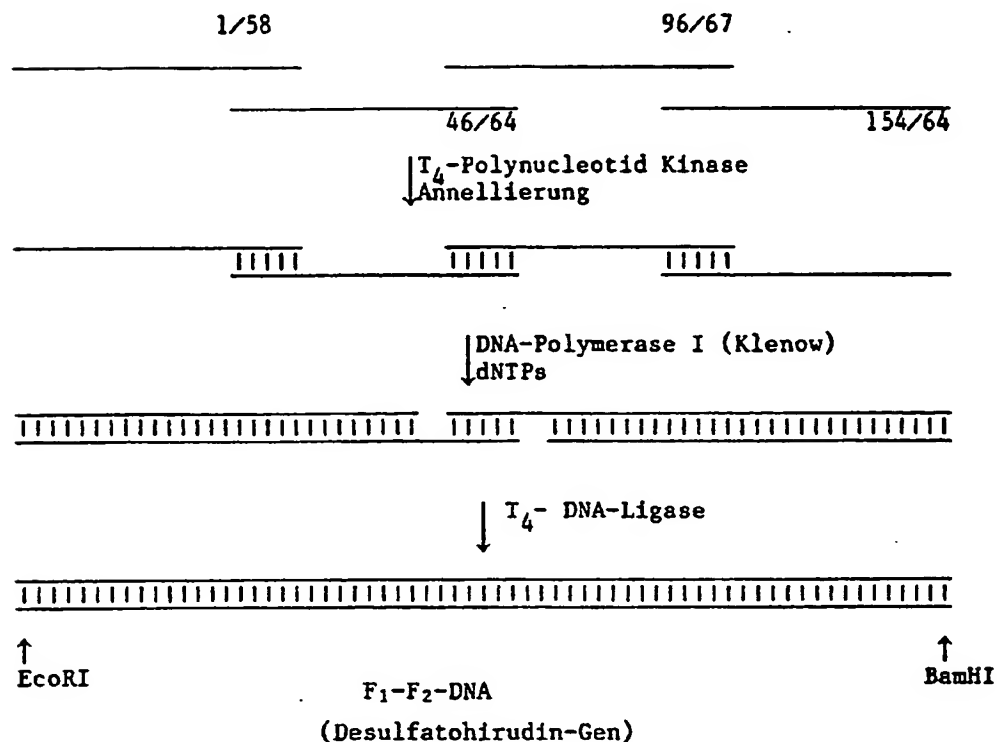 1/58 96/67
46/64 154/64
T4-Polynucleotid Kinase
Annellierung
DNA-Polymerase I (Klenow)
dNTPs
T4- DNA-Ligase
EcoRI BamHI
F1-F2-DNA
(Desulfatohirudin-Gen)